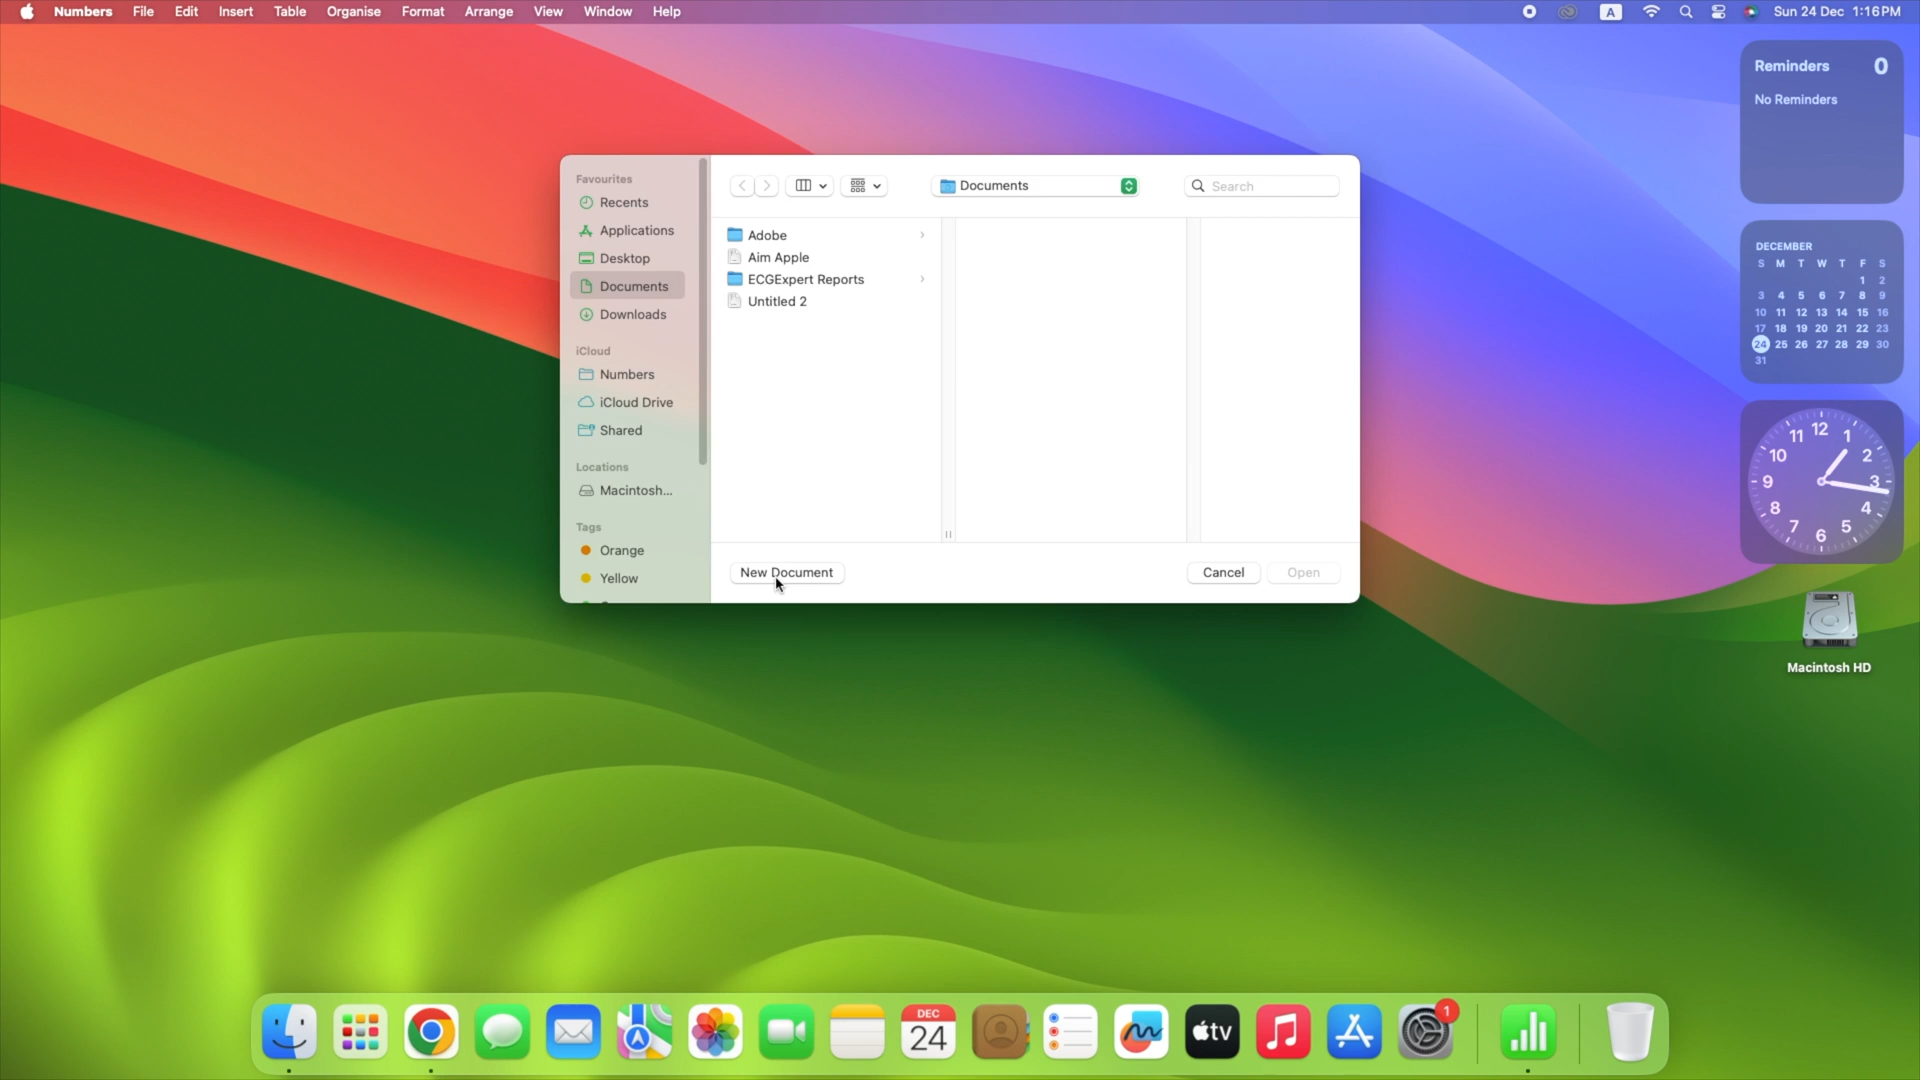 Numbers File Edit Insert Table Organise Format Arrange View Window Help A Sun 24 Dec 1:16 PM
Reminders 0
No Reminders
DECEMBER
S M T W T F S
1 2
3 4 5 6 7 8 9
10 11 12 13 14 15 16
17 18 19 20 21 22 23
24 25 26 27 28 29 30
31
12
11 1
10 2
9 3
8 4
7 5
6
Macintosh HD
Favourites
Recents
Applications
Desktop
Documents
Downloads
iCloud
Numbers
iCloud Drive
Shared
Locations
Macintosh...
Tags
Orange
Yellow
Documents
Search
Adobe
Aim Apple
ECGExpert Reports
Untitled 2
New Document Cancel Open
DEC
24
tv
1